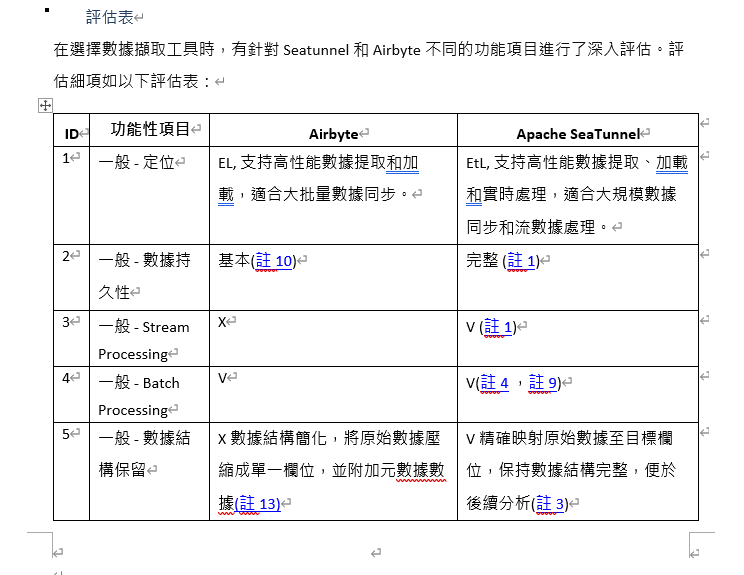 評估表
在選擇數據擷取工具時，有針對 Seatunnel 和 Airbyte 不同的功能項目進行了深入評估。評
估細項如以下評估表：
ID 功能性項目 Airbyte Apache SeaTunnel
1 一般 - 定位 EL, 支持高性能數據提取和加 EtL, 支持高性能數據提取、加載
載，適合大批量數據同步。 和實時處理，適合大規模數據
同步和流數據處理。
2 一般 - 數據持 基本(註 10) 完整 (註 1)
久性
3 一般 - Stream X V (註 1)
Processing
4 一般 - Batch V V(註 4 ，註 9)
Processing
5 一般 - 數據結 X 數據結構簡化，將原始數據壓 V 精確映射原始數據至目標欄
構保留 縮成單一欄位，並附加元數據數 位，保持數據結構完整，便於
據(註 13) 後續分析(註 3)